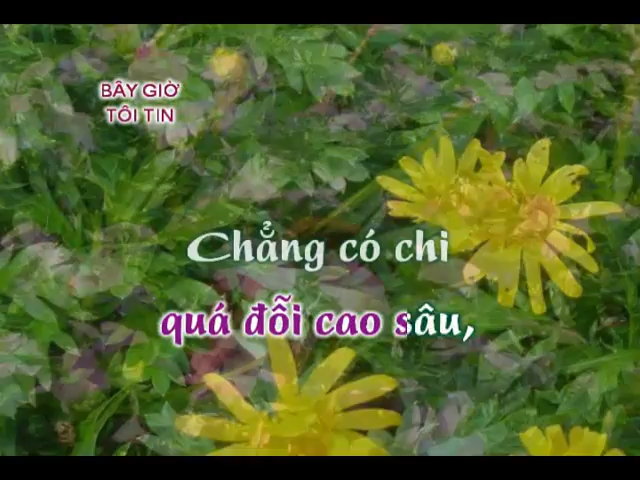 BÂY GIỜ
TÔI TIN
Chẳng có chi
quá đỗi cao sâu,